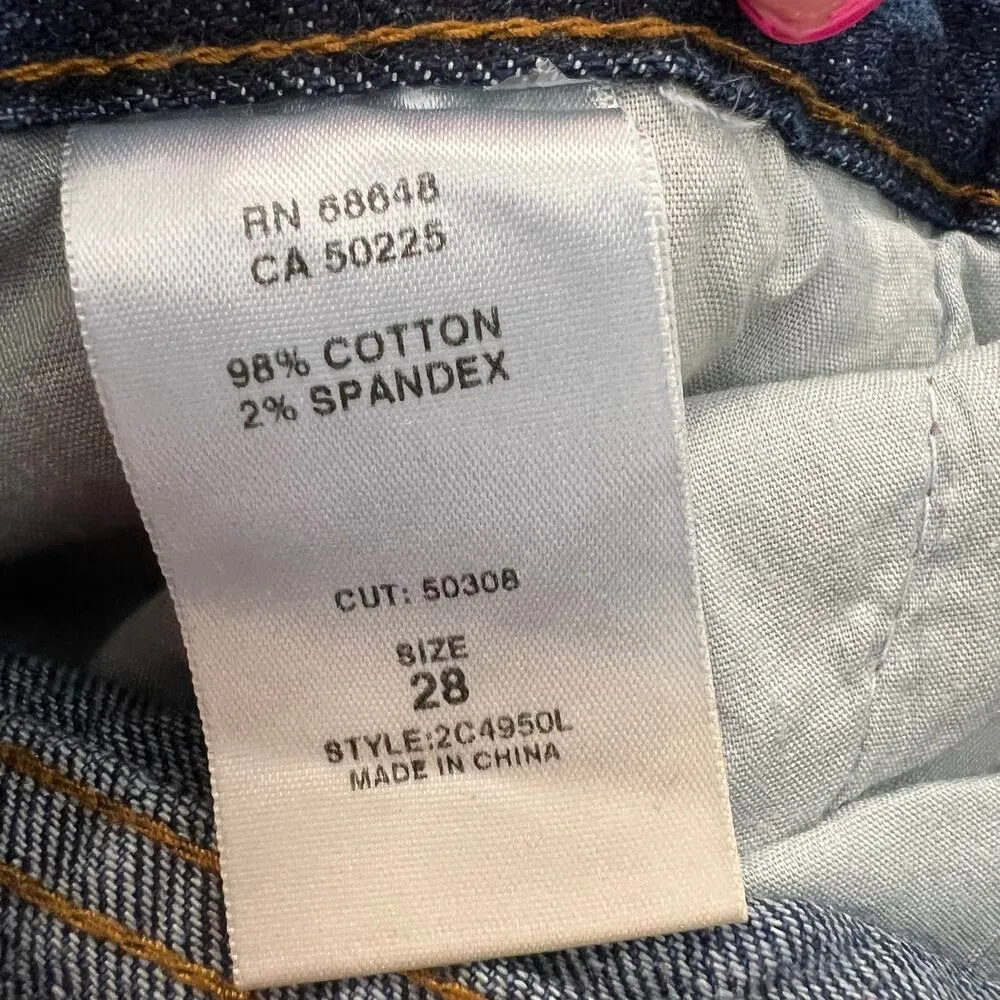 RN 68648
CA 50225
98% COTTON
2% SPANDEX
CUT: 50308
SIZE
28
STYLE:2C4950L
MADE IN CHINA